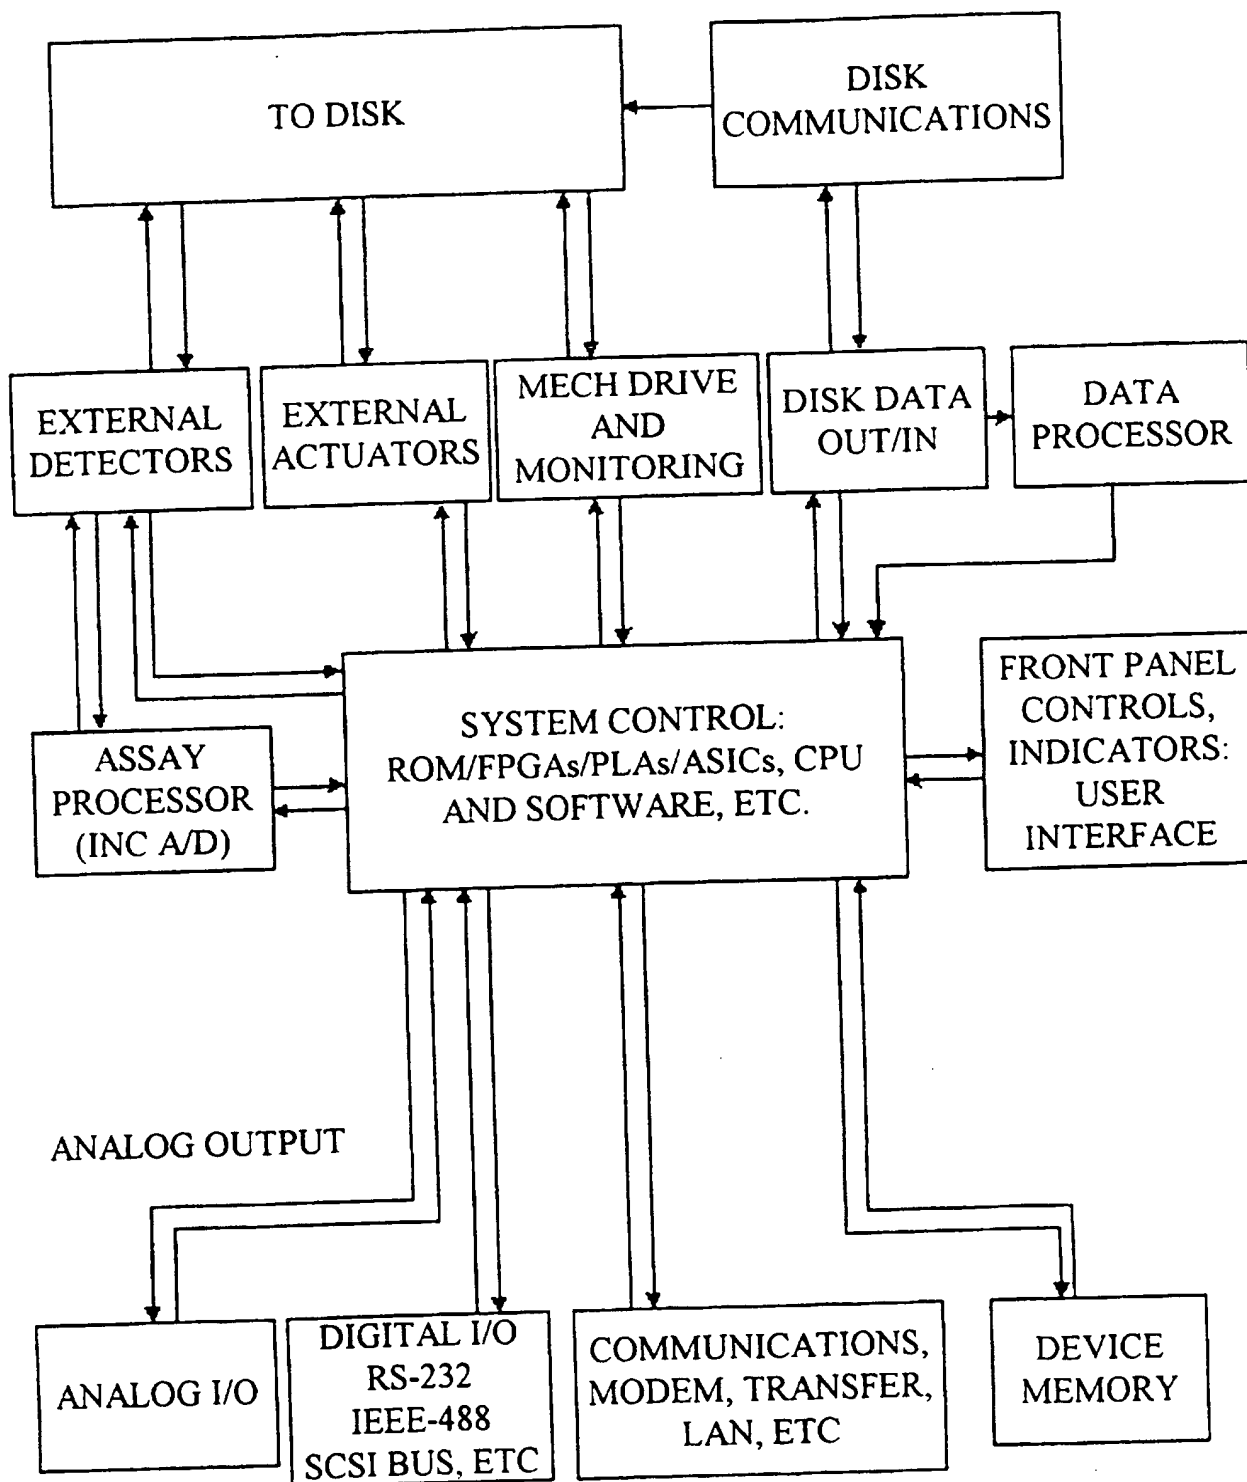 TO DISK
DISK
COMMUNICATIONS
EXTERNAL
DETECTORS
EXTERNAL
ACTUATORS
MECH DRIVE
AND
MONITORING
DISK DATA
OUT/IN
DATA
PROCESSOR
ASSAY
PROCESSOR
(INC A/D)
SYSTEM CONTROL:
ROM/FPGAs/PLAs/ASICs, CPU
AND SOFTWARE, ETC.
FRONT PANEL
CONTROLS,
INDICATORS:
USER
INTERFACE
ANALOG OUTPUT
ANALOG I/O
DIGITAL I/O
RS-232
IEEE-488
SCSI BUS, ETC
COMMUNICATIONS,
MODEM, TRANSFER,
LAN, ETC
DEVICE
MEMORY